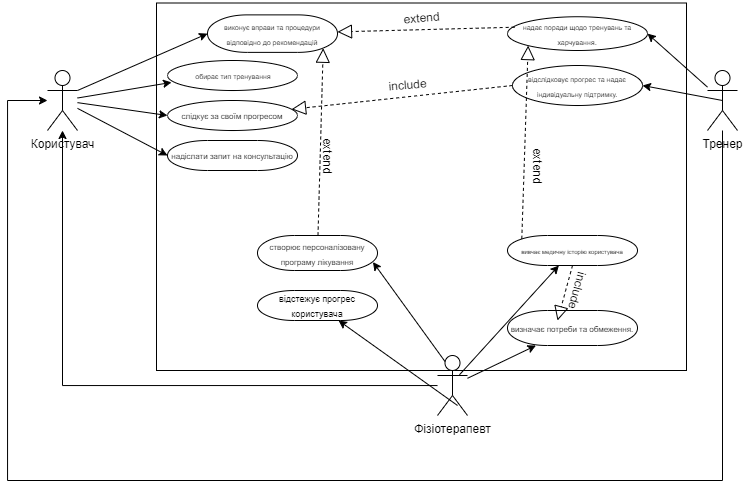 extend
виконує вправи та процедури
відповідно до рекомендацій
надає поради щодо тренувань та
харчування.
обирає тип тренування
include
відслідковує прогрес та надає
індивідуальну підтримку.
слідкує за своїм прогресом
Користувач
Тренер
надіслати запит на консультацію
extend
extend
створює персоналізовану
програму лікування
вивчає медичну історію користувача
include
відстежує прогрес
користувача
визначає потреби та обмеження.
Фізіотерапевт